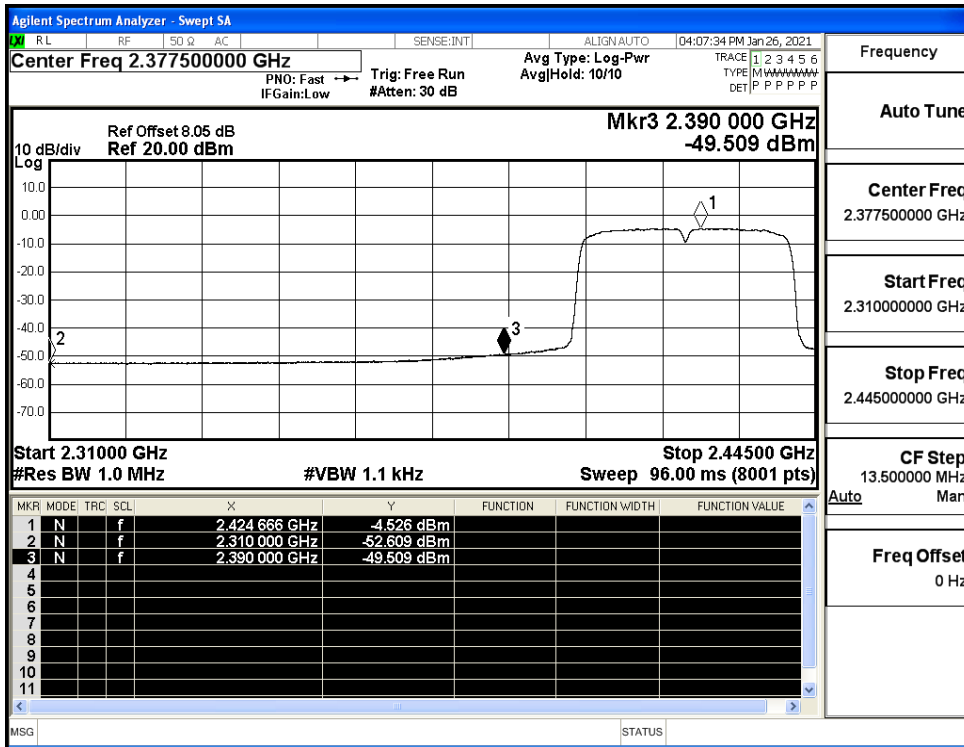 Agilent Spectrum Analyzer - Swept SA
LXI RL RF 50 Ω AC SENSE:INT ALIGNAUTO 04:07:34 PM Jan 26, 2021
Center Freq 2.377500000 GHz
PNO: Fast
IFGain:Low
Trig: Free Run
#Atten: 30 dB
Avg Type: Log-Pwr
Avg|Hold: 10/10
TRACE 1 2 3 4 5 6
TYPE M
DET P P P P P P
Mkr3 2.390 000 GHz
-49.509 dBm
Ref Offset 8.05 dB
10 dB/div Ref 20.00 dBm
Log
10.0
0.00
-10.0
-20.0
-30.0
-40.0
-50.0
-60.0
-70.0
1
2
3
Start 2.31000 GHz Stop 2.44500 GHz
#Res BW 1.0 MHz #VBW 1.1 kHz Sweep 96.00 ms (8001 pts)
MKR MODE TRC SCL X Y FUNCTION FUNCTION WIDTH FUNCTION VALUE
1 N f 2.424 666 GHz -4.526 dBm
2 N f 2.310 000 GHz -52.609 dBm
3 N f 2.390 000 GHz -49.509 dBm
4
5
6
7
8
9
10
11
MSG STATUS
Frequency
Auto Tune
Center Freq
2.377500000 GHz
Start Freq
2.310000000 GHz
Stop Freq
2.445000000 GHz
CF Step
13.500000 MHz
Auto Man
Freq Offset
0 Hz